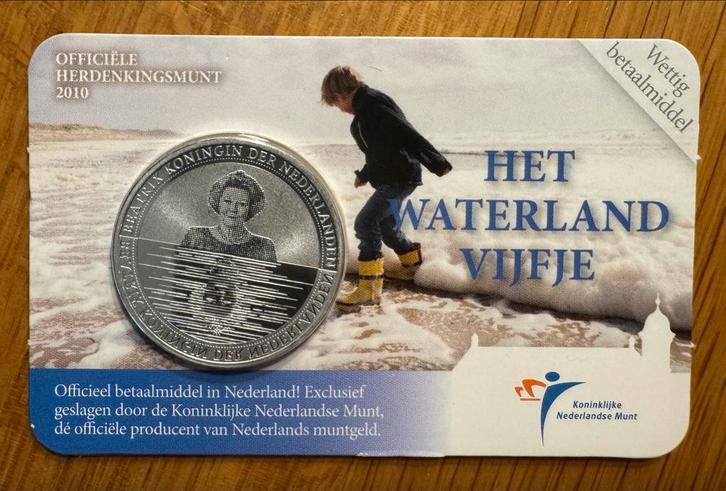 OFFICIËLE
HERDENKINGSMUNT
2010
Wettig
betaalmiddel
BEATRIX KONINGIN DER NEDERLANDEN
HET
WATERLAND
VIJFJE
Officieel betaalmiddel in Nederland! Exclusief
geslagen door de Koninklijke Nederlandse Munt,
dé officiële producent van Nederlands muntgeld.
Koninklijke
Nederlandse Munt